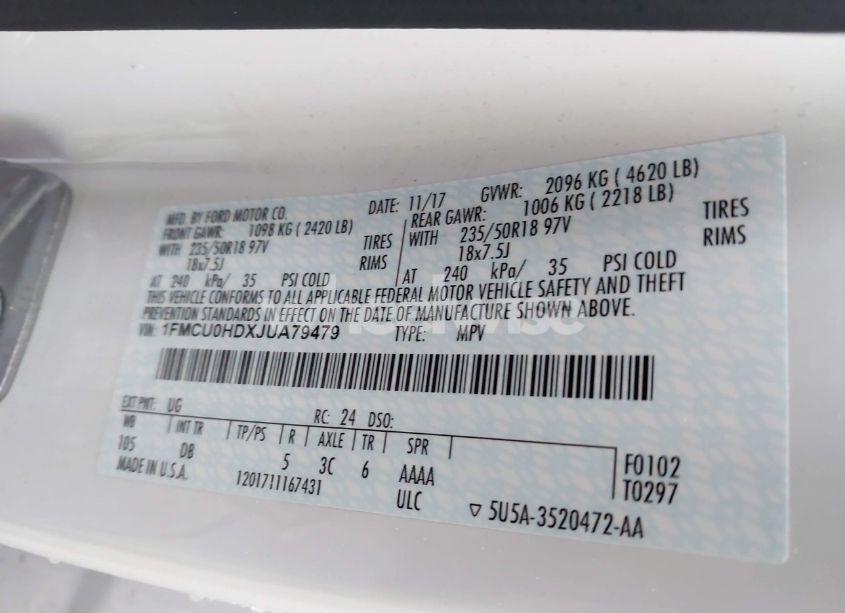 MFD. BY FORD MOTOR CO. DATE: 11/17 GVWR: 2096 KG ( 4620 LB)
FRONT GAWR: 1098 KG ( 2420 LB) REAR GAWR: 1006 KG ( 2218 LB)
WITH 235/50R18 97V TIRES WITH 235/50R18 97V TIRES
18x7.5J RIMS 18x7.5J RIMS
AT 240 kPa/ 35 PSI COLD AT 240 kPa/ 35 PSI COLD
THIS VEHICLE CONFORMS TO ALL APPLICABLE FEDERAL MOTOR VEHICLE SAFETY AND THEFT
PREVENTION STANDARDS IN EFFECT ON THE DATE OF MANUFACTURE SHOWN ABOVE.
VIN: 1FMCU0HDXJUA79479 TYPE: MPV
EXT PNT: UG RC: 24 DSO:
WB INT TR TP/PS R AXLE TR SPR
105 DB 5 3C 6 AAAA F0102
MADE IN U.S.A. 1201711167431 ULC T0297
▽ 5U5A-3520472-AA